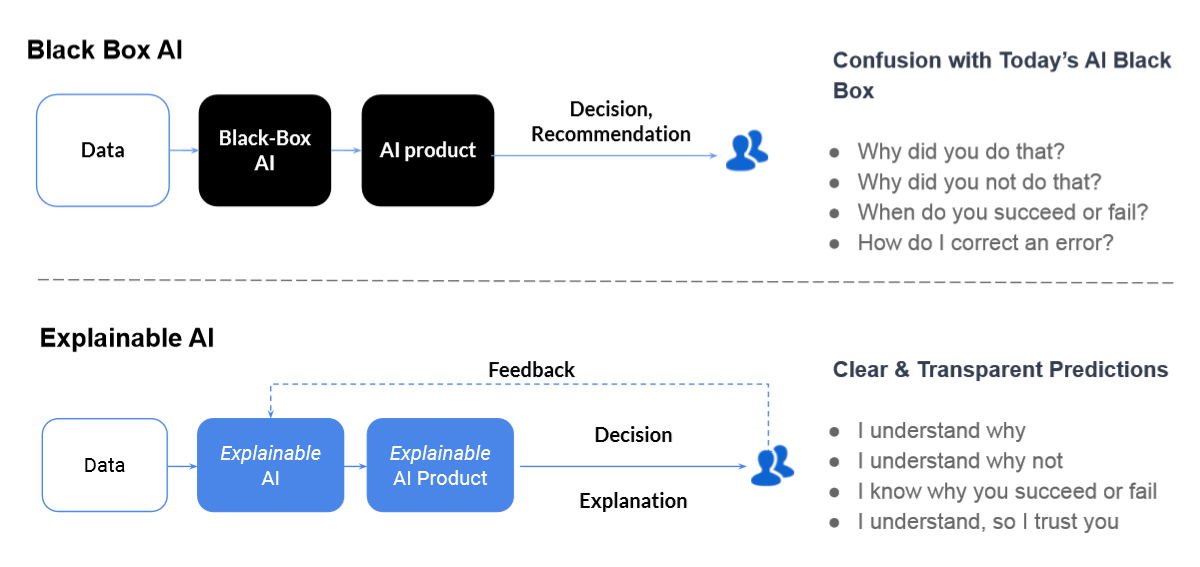 Black Box AI
Data
Black-Box
AI
AI product
Decision,
Recommendation
Confusion with Today’s AI Black
Box
● Why did you do that?
● Why did you not do that?
● When do you succeed or fail?
● How do I correct an error?
Explainable AI
Feedback
Data
Explainable
AI
Explainable
AI Product
Decision
Explanation
Clear & Transparent Predictions
● I understand why
● I understand why not
● I know why you succeed or fail
● I understand, so I trust you